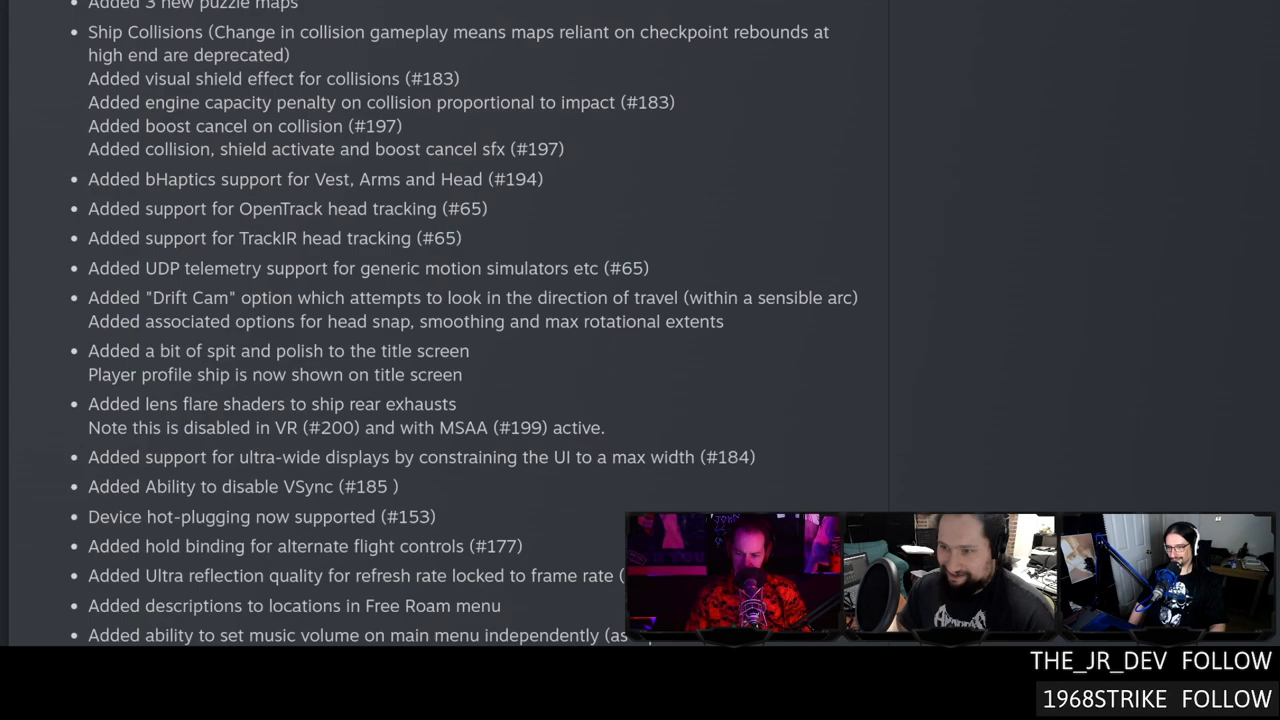 Added 3 new puzzle maps
Ship Collisions (Change in collision gameplay means maps reliant on checkpoint rebounds at
high end are deprecated)
Added visual shield effect for collisions (#183)
Added engine capacity penalty on collision proportional to impact (#183)
Added boost cancel on collision (#197)
Added collision, shield activate and boost cancel sfx (#197)
Added bHaptics support for Vest, Arms and Head (#194)
Added support for OpenTrack head tracking (#65)
Added support for TrackIR head tracking (#65)
Added UDP telemetry support for generic motion simulators etc (#65)
Added "Drift Cam" option which attempts to look in the direction of travel (within a sensible arc)
Added associated options for head snap, smoothing and max rotational extents
Added a bit of spit and polish to the title screen
Player profile ship is now shown on title screen
Added lens flare shaders to ship rear exhausts
Note this is disabled in VR (#200) and with MSAA (#199) active.
Added support for ultra-wide displays by constraining the UI to a max width (#184)
Added Ability to disable VSync (#185 )
Device hot-plugging now supported (#153)
Added hold binding for alternate flight controls (#177)
Added Ultra reflection quality for refresh rate locked to frame rate (
Added descriptions to locations in Free Roam menu
Added ability to set music volume on main menu independently (as
THE_JR_DEV FOLLOW
1968STRIKE FOLLOW